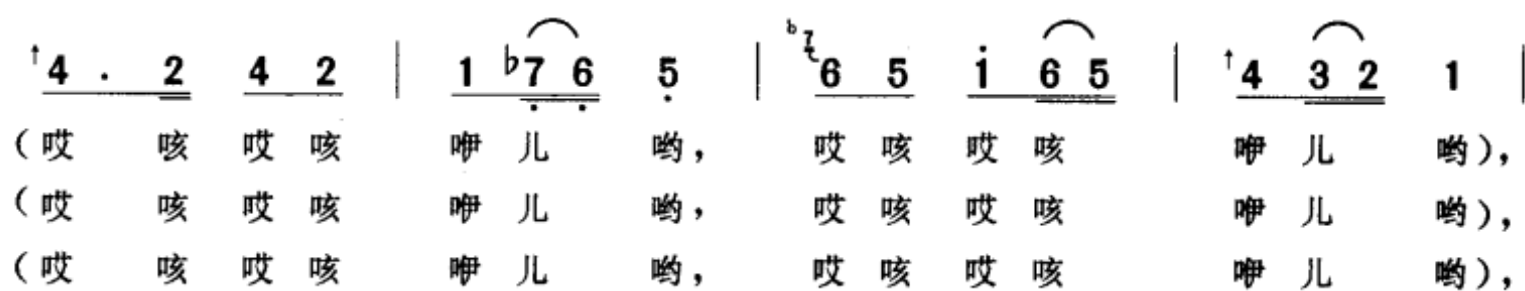 ↑4 · 2 4 2 | 1 ♭7 6 5 | ♭7 6 5 i 6 5 | ↑4 3 2 1 |
（哎 咳 哎 咳 咿 儿 哟， 哎 咳 哎 咳 咿 儿 哟），
（哎 咳 哎 咳 咿 儿 哟， 哎 咳 哎 咳 咿 儿 哟），
（哎 咳 哎 咳 咿 儿 哟， 哎 咳 哎 咳 咿 儿 哟），